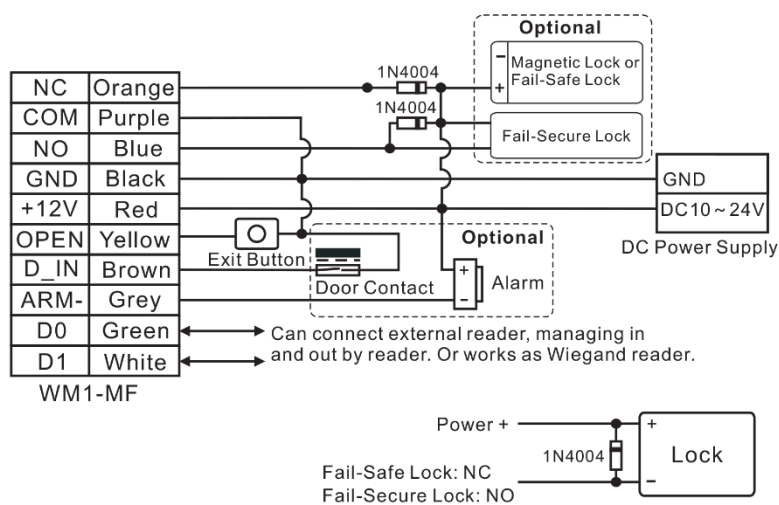 Optional
1N4004
- Magnetic Lock or
+ Fail-Safe Lock
1N4004
Fail-Secure Lock
NC Orange
COM Purple
NO Blue
GND Black
+12V Red
OPEN Yellow
D_IN Brown
ARM- Grey
D0 Green
D1 White
WM1-MF
GND
DC10~24V
DC Power Supply
Exit Button
Optional
Door Contact
+
-
Alarm
Can connect external reader, managing in
and out by reader. Or works as Wiegand reader.
Power +
1N4004
+
-
Lock
Fail-Safe Lock: NC
Fail-Secure Lock: NO